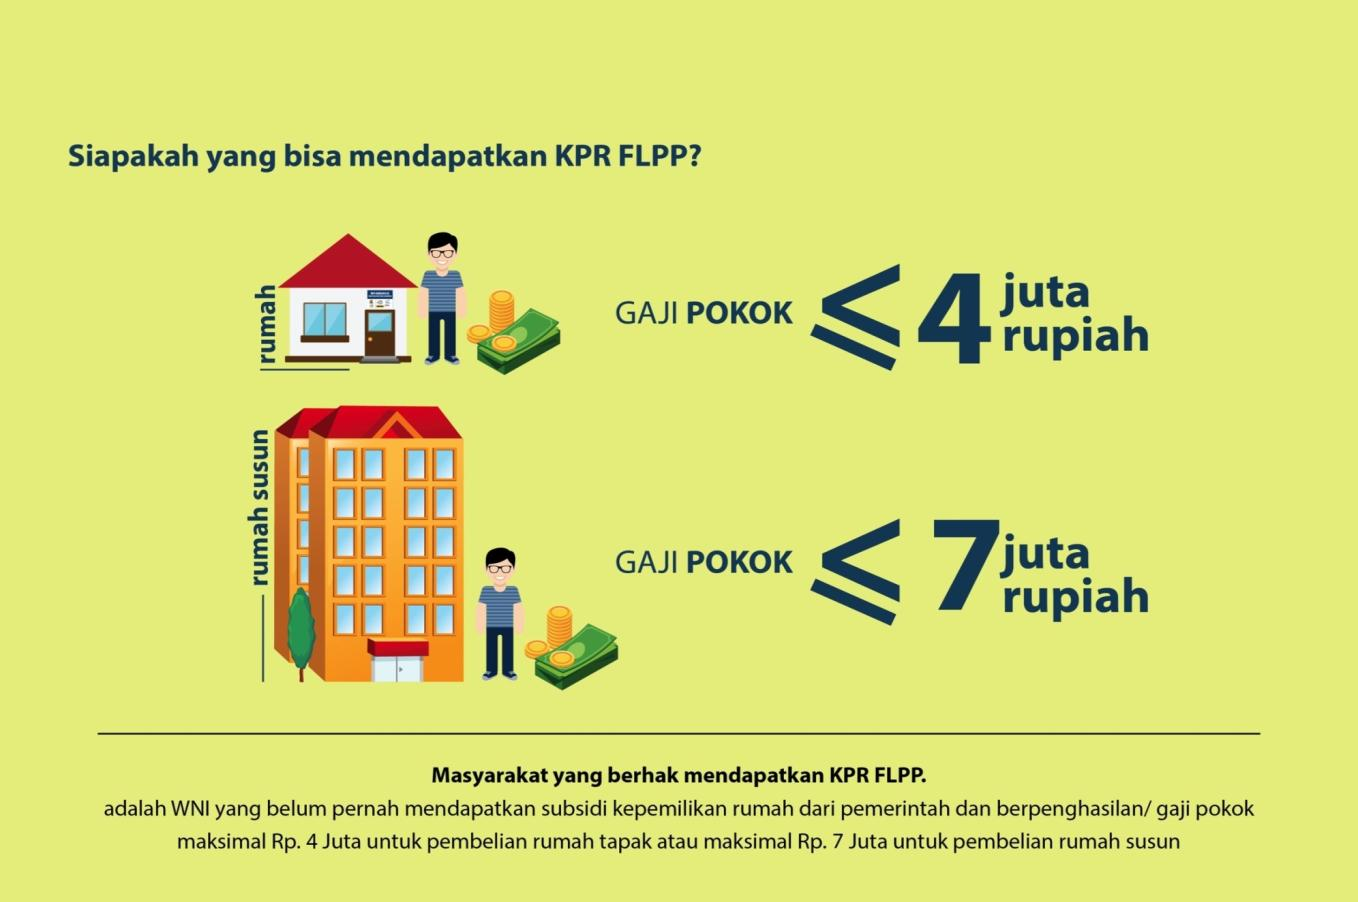 Siapakah yang bisa mendapatkan KPR FLPP?
rumah
GAJI POKOK ≤ 4 juta
rupiah
rumah susun
GAJI POKOK ≤ 7 juta
rupiah
Masyarakat yang berhak mendapatkan KPR FLPP.
adalah WNI yang belum pernah mendapatkan subsidi kepemilikan rumah dari pemerintah dan berpenghasilan/ gaji pokok
maksimal Rp. 4 Juta untuk pembelian rumah tapak atau maksimal Rp. 7 Juta untuk pembelian rumah susun